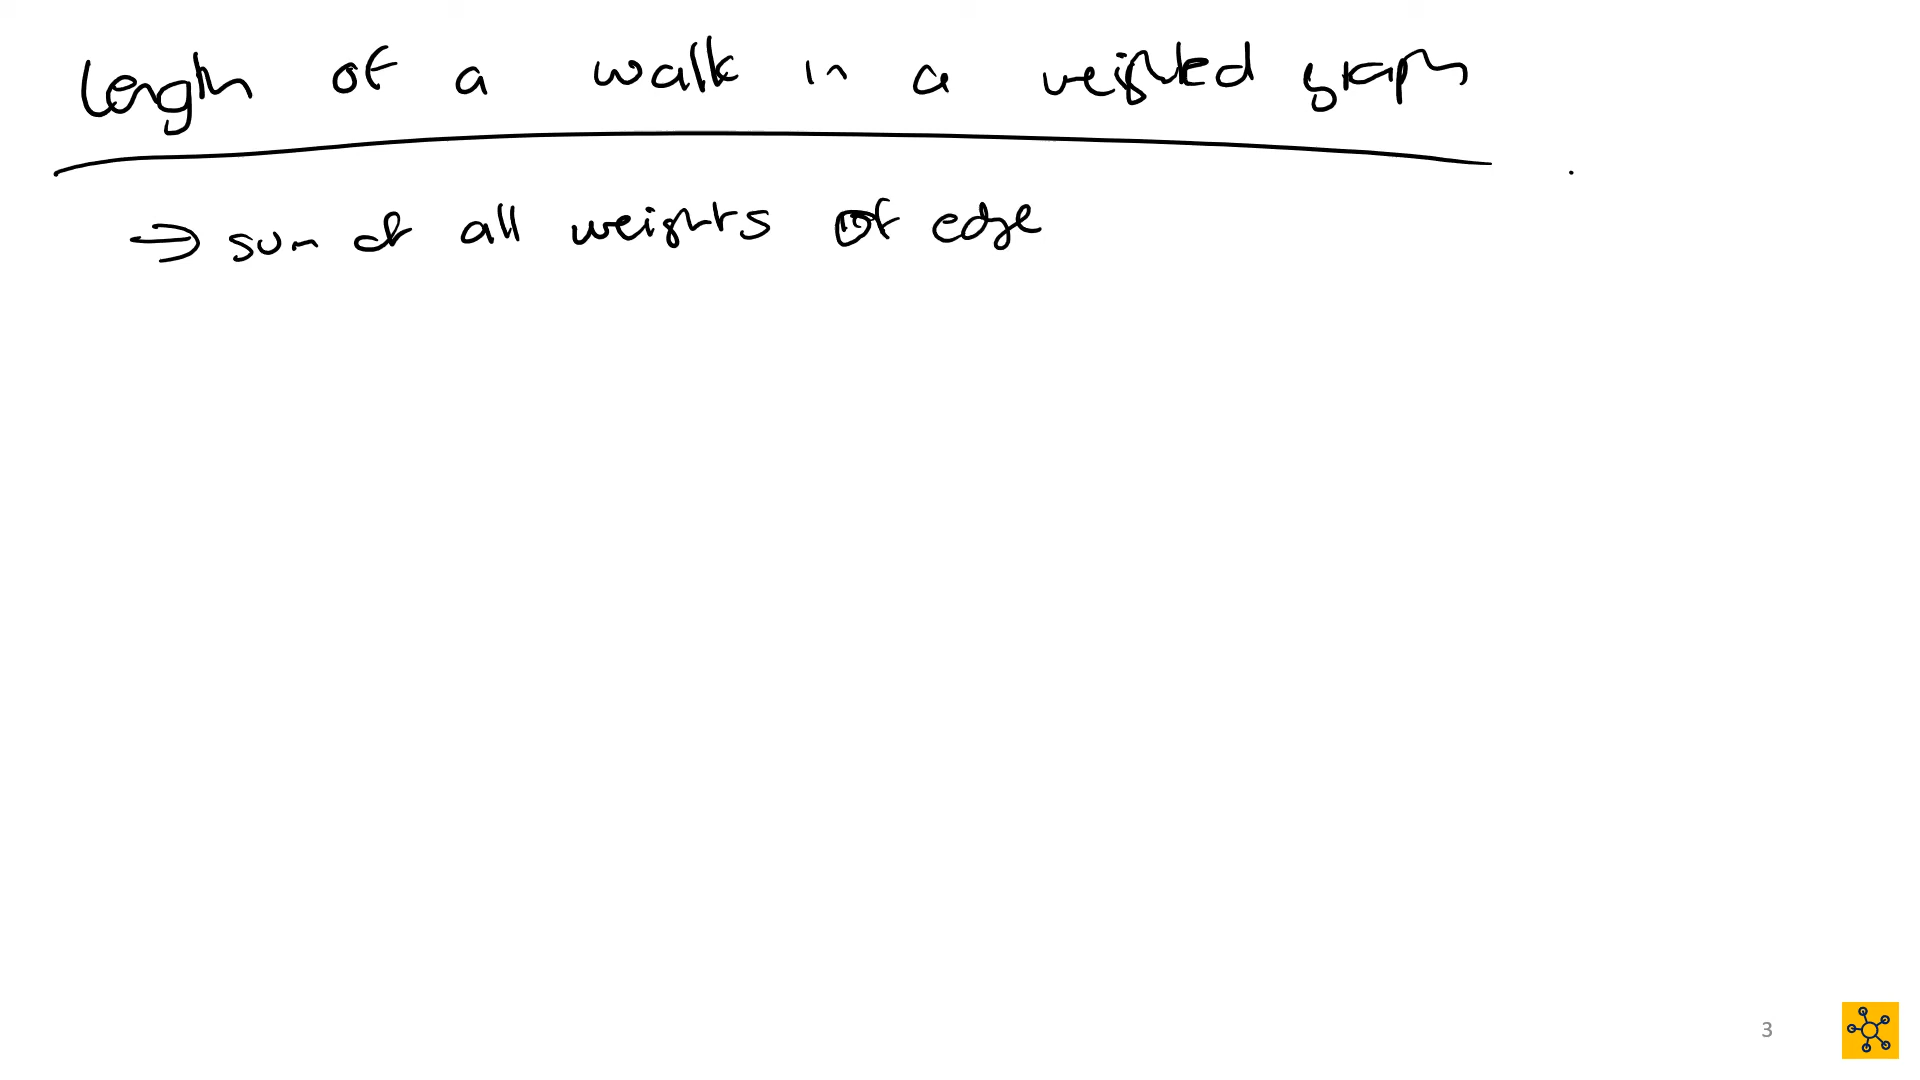 Length of a walk in a weighted graph
→ sum of all weights of edge
3